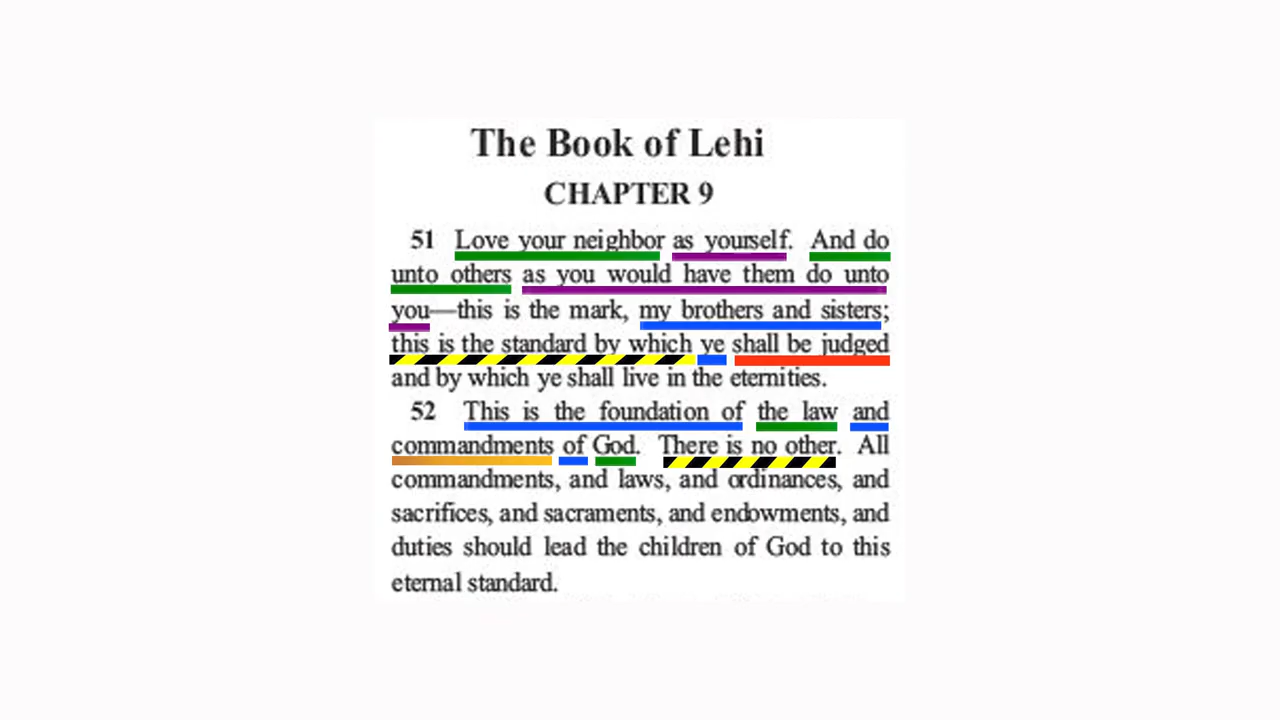 The Book of Lehi
CHAPTER 9
51 Love your neighbor as yourself. And do
unto others as you would have them do unto
you—this is the mark, my brothers and sisters;
this is the standard by which ye shall be judged
and by which ye shall live in the eternities.
52 This is the foundation of the law and
commandments of God. There is no other. All
commandments, and laws, and ordinances, and
sacrifices, and sacraments, and endowments, and
duties should lead the children of God to this
eternal standard.